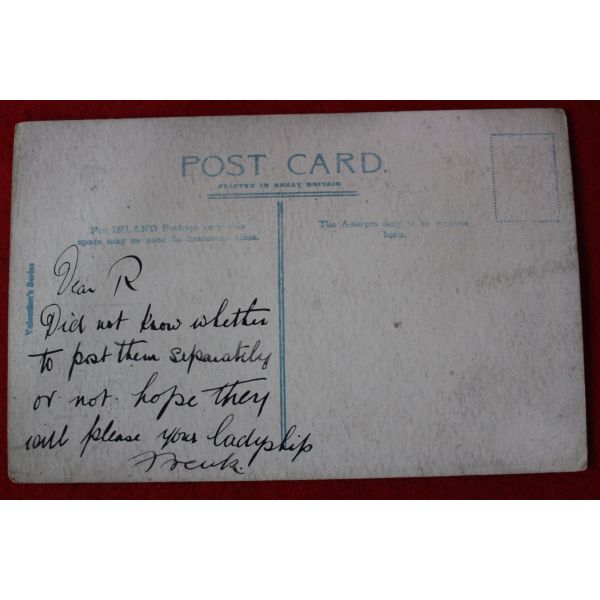 POST CARD.
PRINTED IN GREAT BRITAIN
For INLAND Postage only this
space may be used for communications.
The Address only to be written
here.
Valentine's Series
Dear R
Did not know whether
to post them separately
or not. hope they
will please your ladyship
Frank.